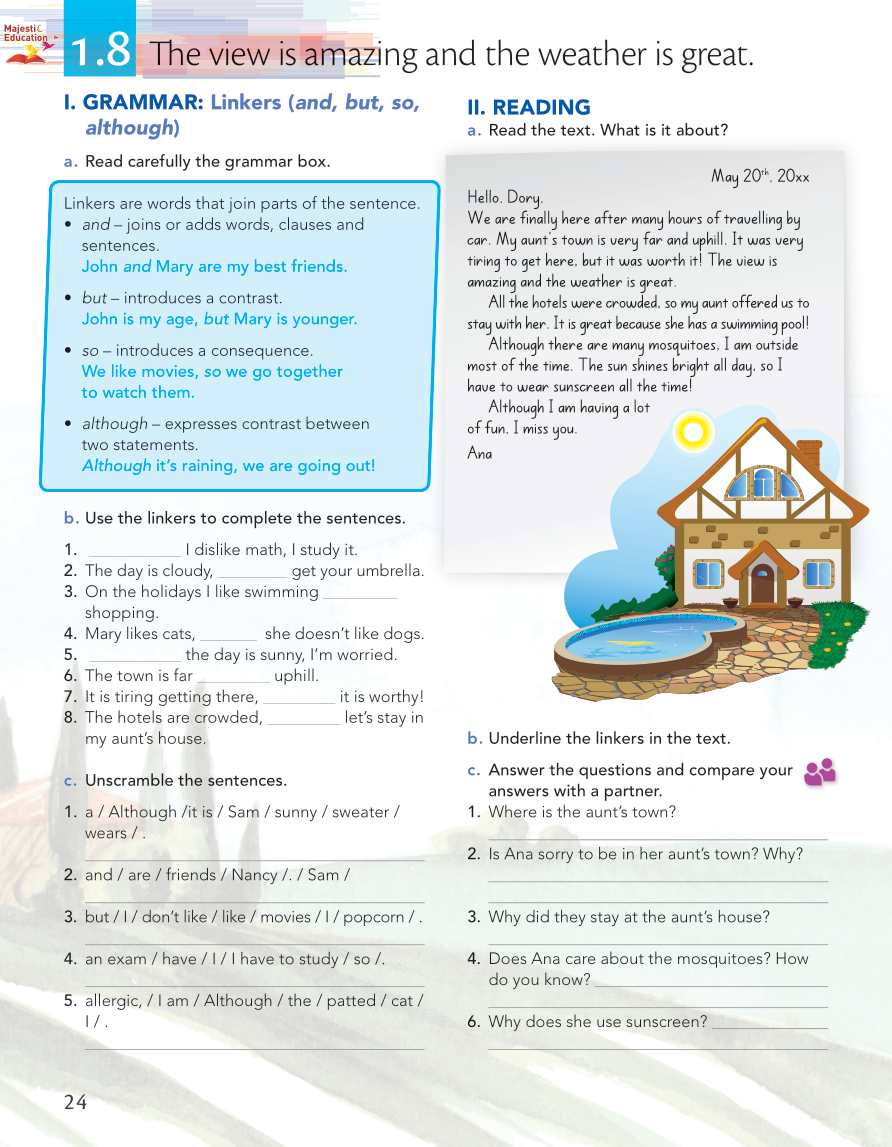 Majesti
Education
1.8 The view is amazing and the weather is great.
I. GRAMMAR: Linkers (and, but, so,
although)
a. Read carefully the grammar box.
Linkers are words that join parts of the sentence.
• and – joins or adds words, clauses and
sentences.
John and Mary are my best friends.
• but – introduces a contrast.
John is my age, but Mary is younger.
• so – introduces a consequence.
We like movies, so we go together
to watch them.
• although – expresses contrast between
two statements.
Although it's raining, we are going out!
b. Use the linkers to complete the sentences.
1. ___________ I dislike math, I study it.
2. The day is cloudy, ________ get your umbrella.
3. On the holidays I like swimming _________
shopping.
4. Mary likes cats, _______ she doesn't like dogs.
5. ___________ the day is sunny, I'm worried.
6. The town is far _________ uphill.
7. It is tiring getting there, _________ it is worthy!
8. The hotels are crowded, _________ let's stay in
my aunt's house.
c. Unscramble the sentences.
1. a / Although /it is / Sam / sunny / sweater /
wears / .
2. and / are / friends / Nancy /. / Sam /
3. but / I / don't like / like / movies / I / popcorn / .
4. an exam / have / I / I have to study / so /.
5. allergic, / I am / Although / the / patted / cat /
I / .
24
II. READING
a. Read the text. What is it about?
May 20th, 20xx
Hello, Dory,
We are finally here after many hours of travelling by
car. My aunt's town is very far and uphill. It was very
tiring to get here, but it was worth it! The view is
amazing and the weather is great.
All the hotels were crowded, so my aunt offered us to
stay with her. It is great because she has a swimming pool!
Although there are many mosquitoes, I am outside
most of the time. The sun shines bright all day, so I
have to wear sunscreen all the time!
Although I am having a lot
of fun, I miss you.
Ana
b. Underline the linkers in the text.
c. Answer the questions and compare your
answers with a partner.
1. Where is the aunt's town?
2. Is Ana sorry to be in her aunt's town? Why?
3. Why did they stay at the aunt's house?
4. Does Ana care about the mosquitoes? How
do you know?
6. Why does she use sunscreen?